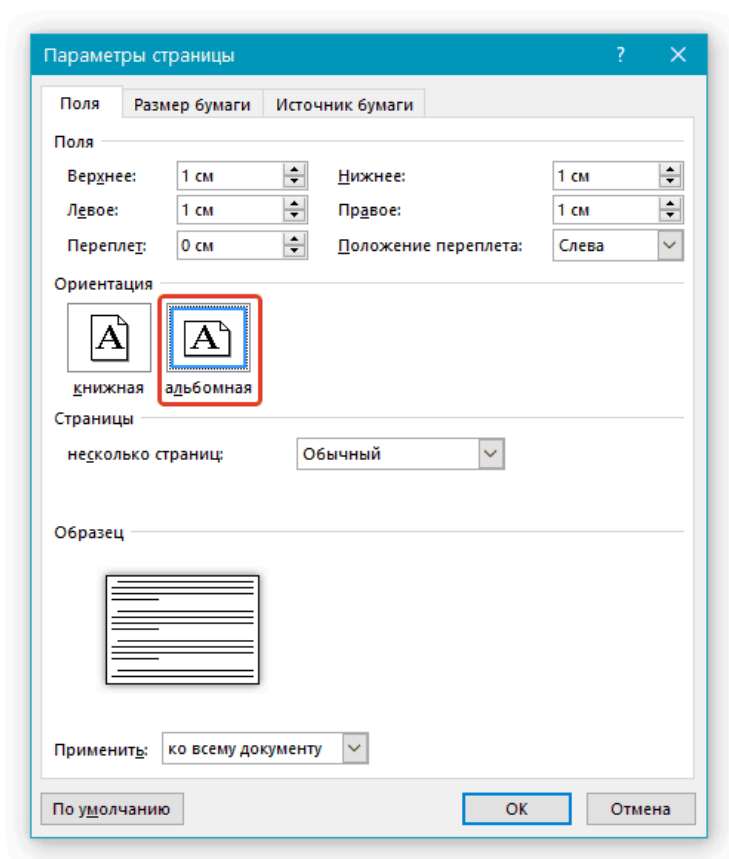 Параметры страницы ?
Поля Размер бумаги Источник бумаги
Поля
Верхнее: 1 см Нижнее: 1 см
Левое: 1 см Правое: 1 см
Переплет: 0 см Положение переплета: Слева
Ориентация
A A
книжная альбомная
Страницы
несколько страниц: Обычный
Образец
Применить: ко всему документу
По умолчанию ОК Отмена